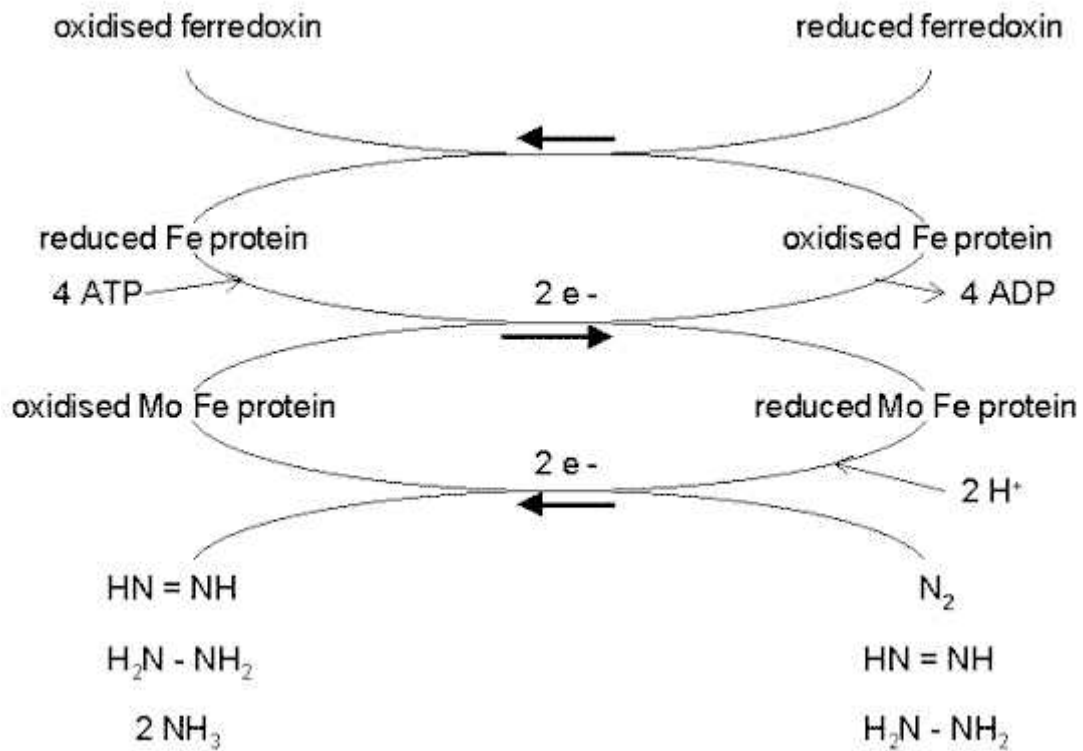 oxidised ferredoxin
reduced ferredoxin
reduced Fe protein
oxidised Fe protein
4 ATP
2 e -
4 ADP
oxidised Mo Fe protein
reduced Mo Fe protein
2 e -
2 H⁺
HN = NH
N₂
H₂N - NH₂
HN = NH
2 NH₃
H₂N - NH₂